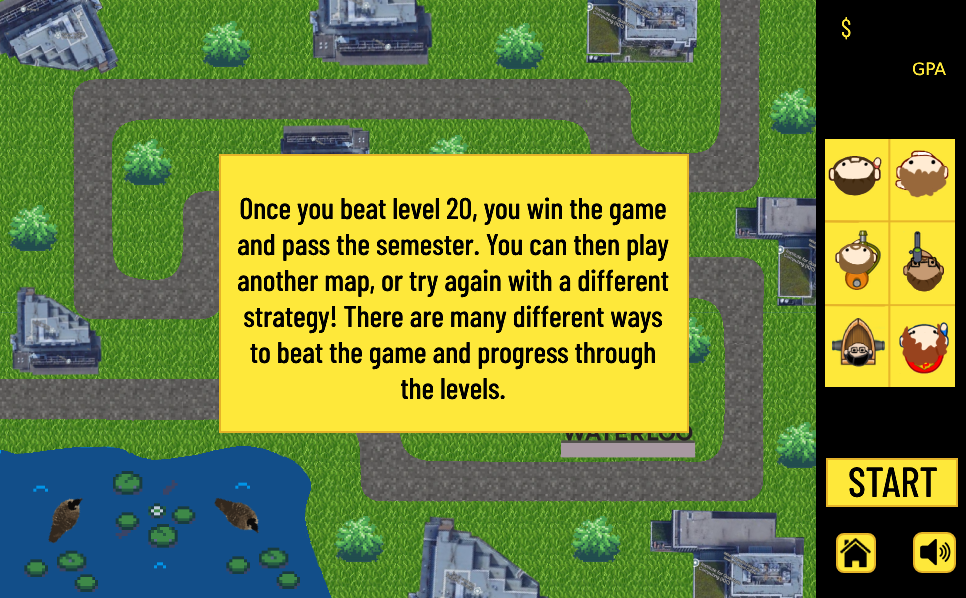 $
GPA
Once you beat level 20, you win the game
and pass the semester. You can then play
another map, or try again with a different
strategy! There are many different ways
to beat the game and progress through
the levels.
WATERLOO
START